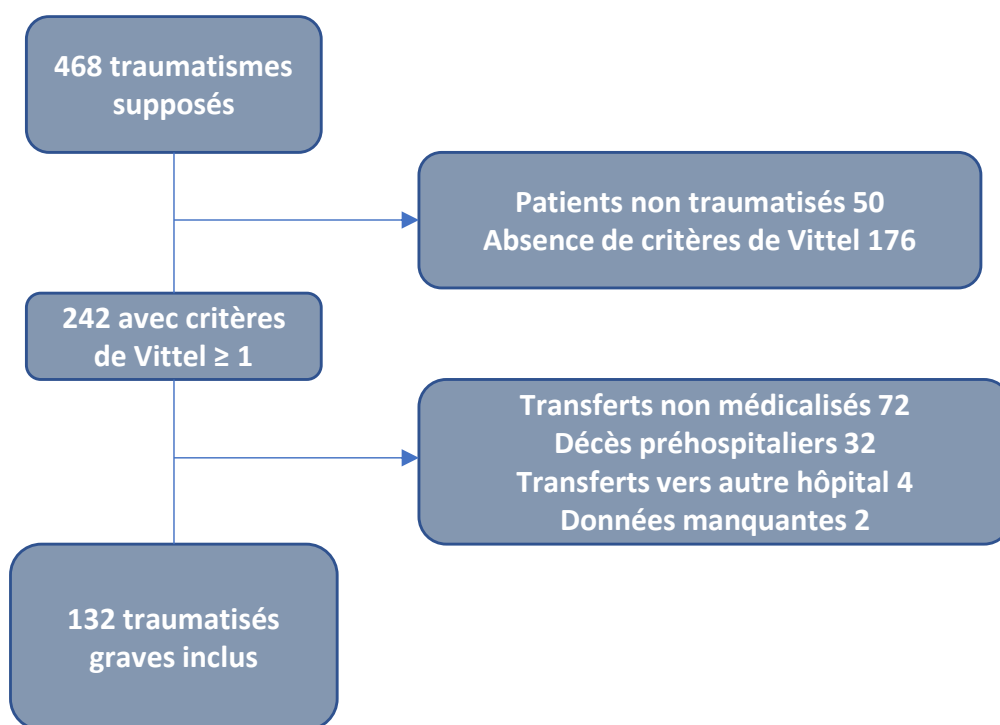 468 traumatismes
supposés
Patients non traumatisés 50
Absence de critères de Vittel 176
242 avec critères
de Vittel ≥ 1
Transferts non médicalisés 72
Décès préhospitaliers 32
Transferts vers autre hôpital 4
Données manquantes 2
132 traumatisés
graves inclus